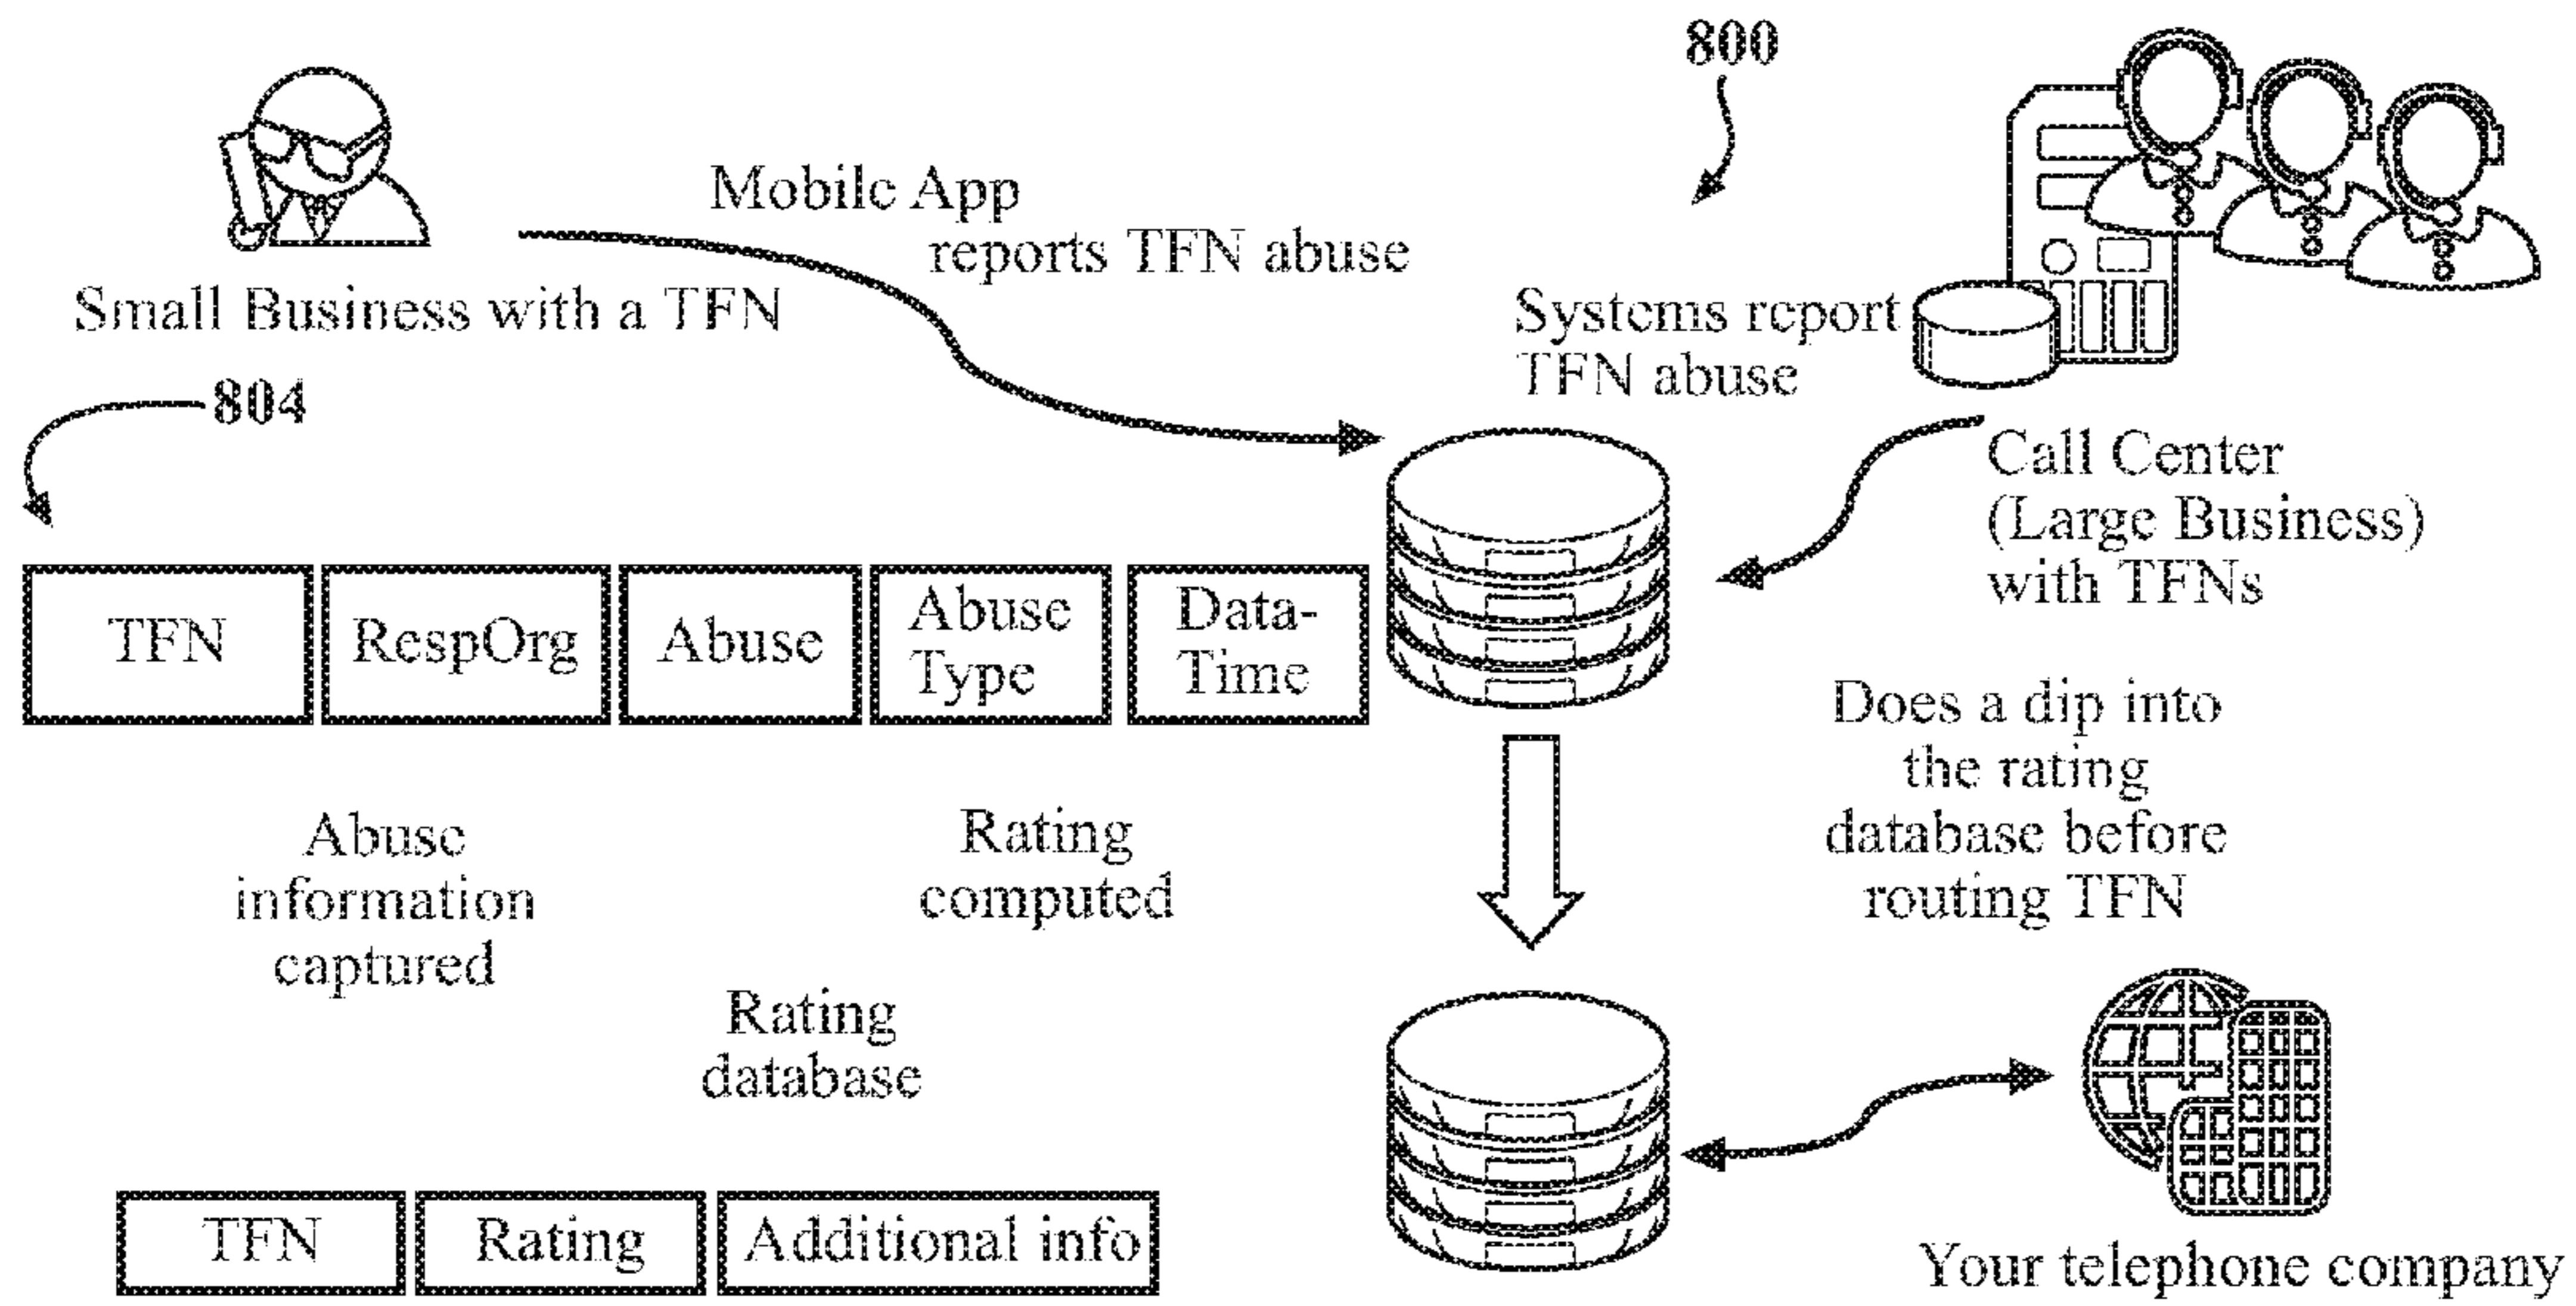 800
Mobile App
reports TFN abuse
Small Business with a TFN
Systems report
TFN abuse
804
Call Center
(Large Business)
with TFNs
TFN
RespOrg
Abuse
Abuse
Type
Data-
Time
Does a dip into
the rating
database before
routing TFN
Abuse
information
captured
Rating
computed
Rating
database
TFN
Rating
Additional info
Your telephone company